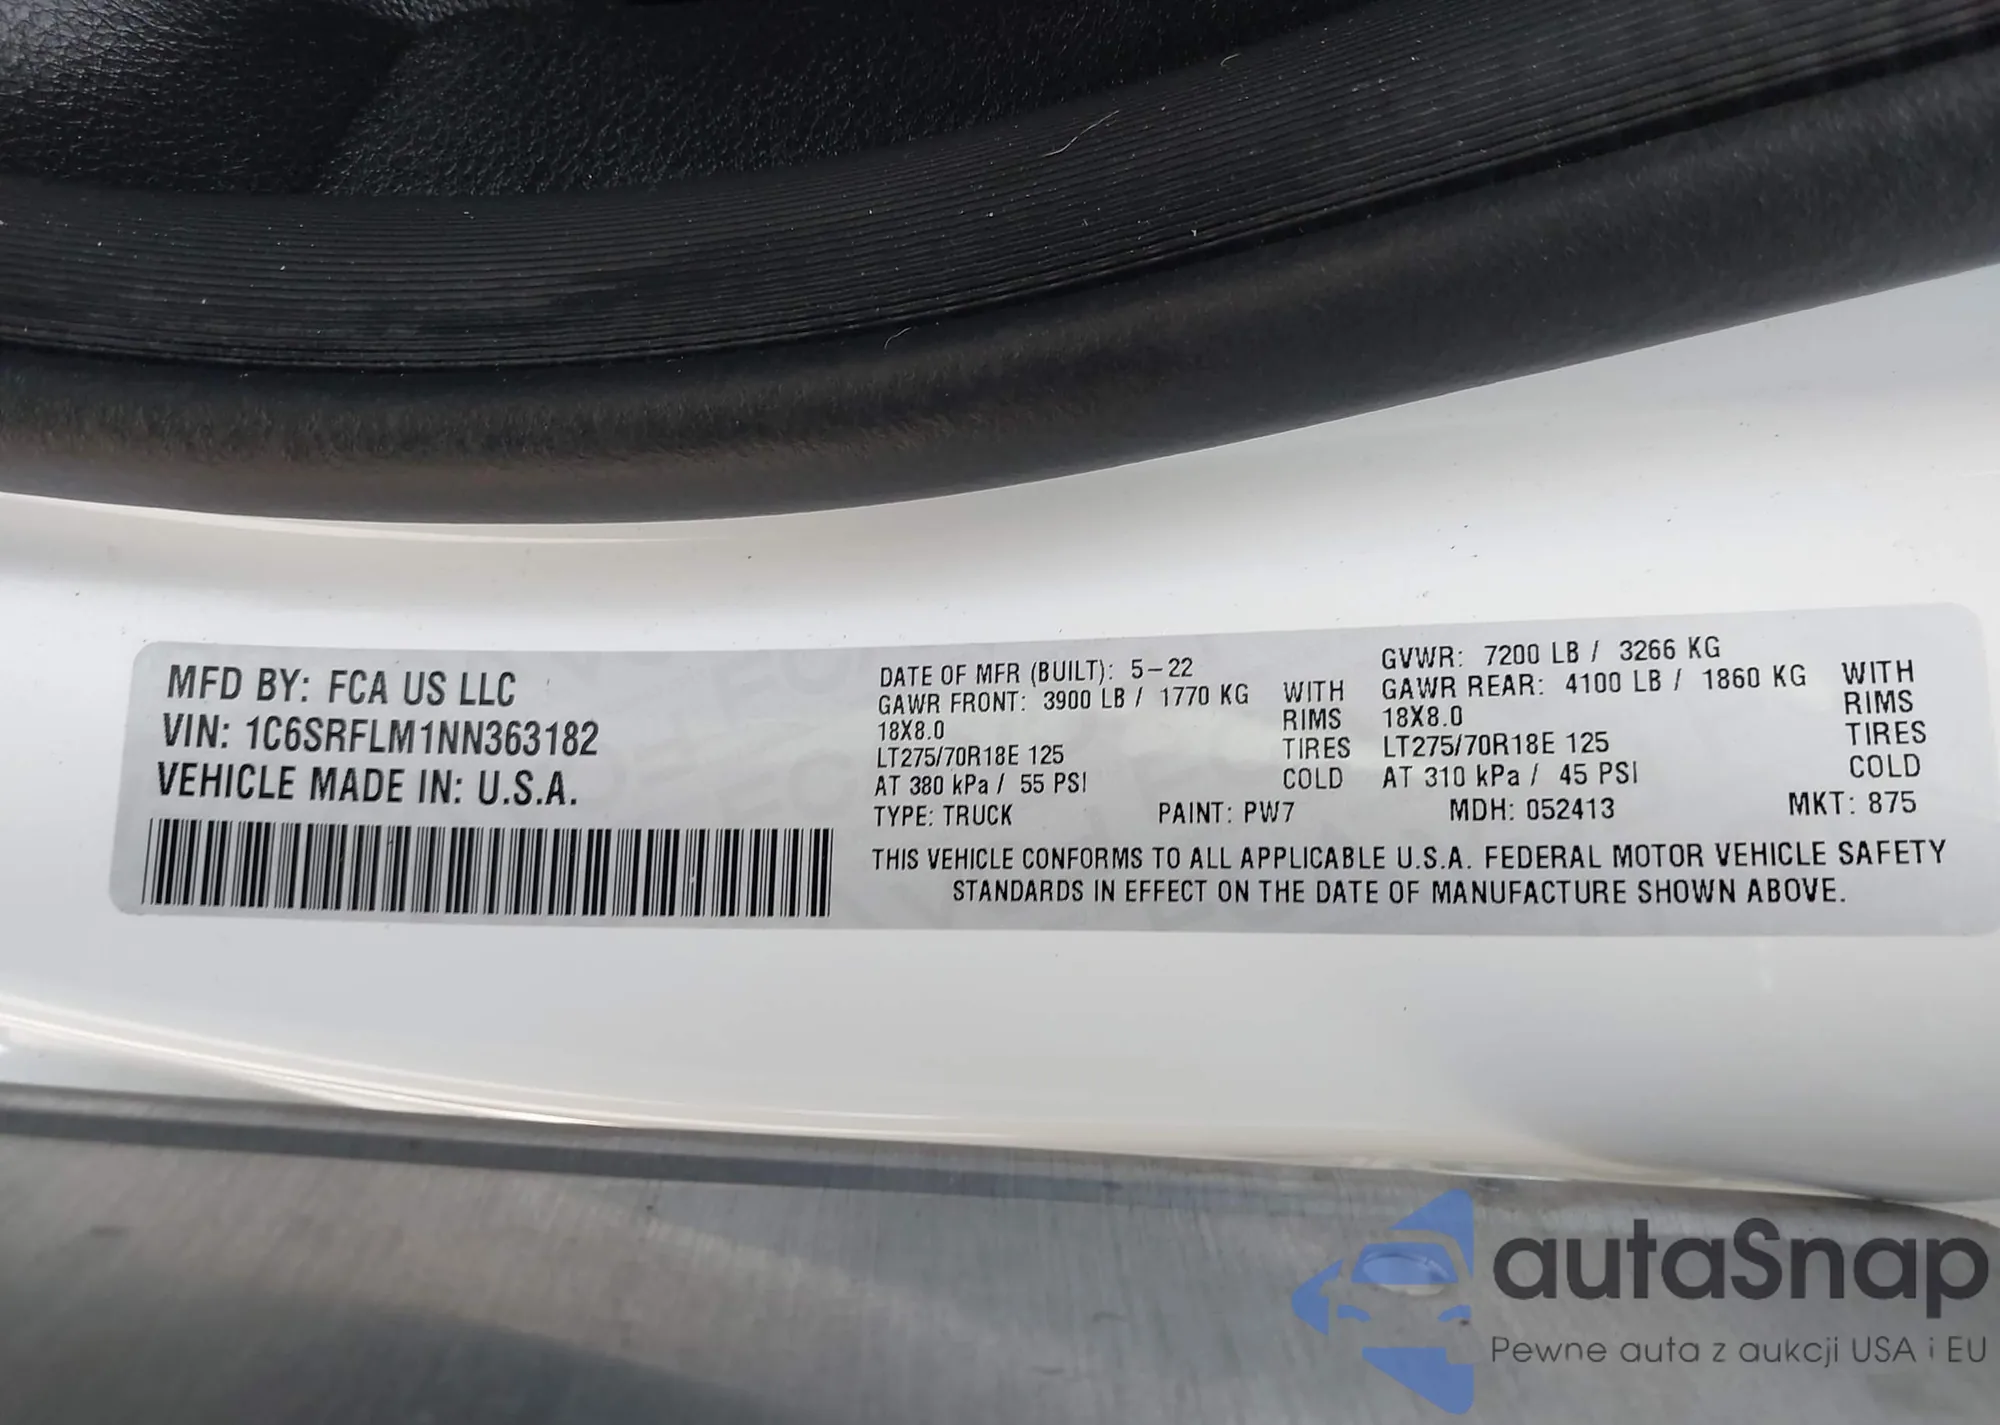 MFD BY: FCA US LLC
VIN: 1C6SRFLM1NN363182
VEHICLE MADE IN: U.S.A.
DATE OF MFR (BUILT): 5-22
GVWR: 7200 LB / 3266 KG
GAWR FRONT: 3900 LB / 1770 KG WITH GAWR REAR: 4100 LB / 1860 KG WITH
18X8.0 RIMS 18X8.0 RIMS
LT275/70R18E 125 TIRES LT275/70R18E 125 TIRES
AT 380 kPa / 55 PSI COLD AT 310 kPa / 45 PSI COLD
TYPE: TRUCK PAINT: PW7 MDH: 052413 MKT: 875
THIS VEHICLE CONFORMS TO ALL APPLICABLE U.S.A. FEDERAL MOTOR VEHICLE SAFETY
STANDARDS IN EFFECT ON THE DATE OF MANUFACTURE SHOWN ABOVE.
autaSnap
Pewne auta z aukcji USA i EU